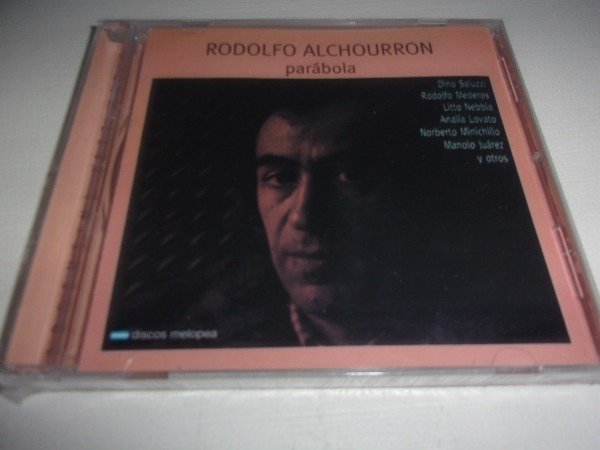 RODOLFO ALCHOURRON
parábola
Dino Saluzzi
Rodolfo Mederos
Litto Nebbia
Analía Lovato
Norberto Minichillo
Manolo Juárez
y otros
discos melopea